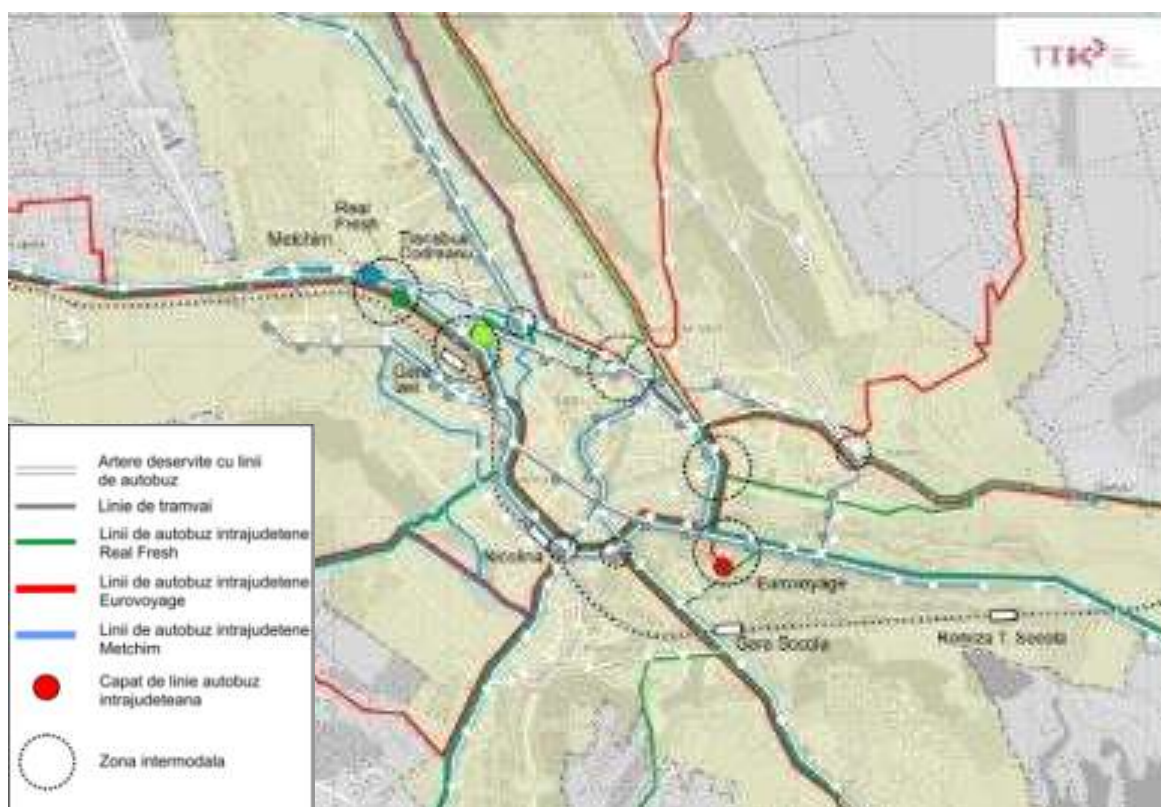 TTK
Real
Fresh
Metchim
Transbus
Codreanu
Gara
Iasi
Nicolina
Eurovoyage
Gara Socola
Remiza T. Socola
Artere deservite cu linii
de autobuz
Linie de tramvai
Linii de autobuz intrajudetene
Real Fresh
Linii de autobuz intrajudetene
Eurovoyage
Linii de autobuz intrajudetene
Metchim
Capat de linie autobuz
intrajudeteana
Zona intermodala